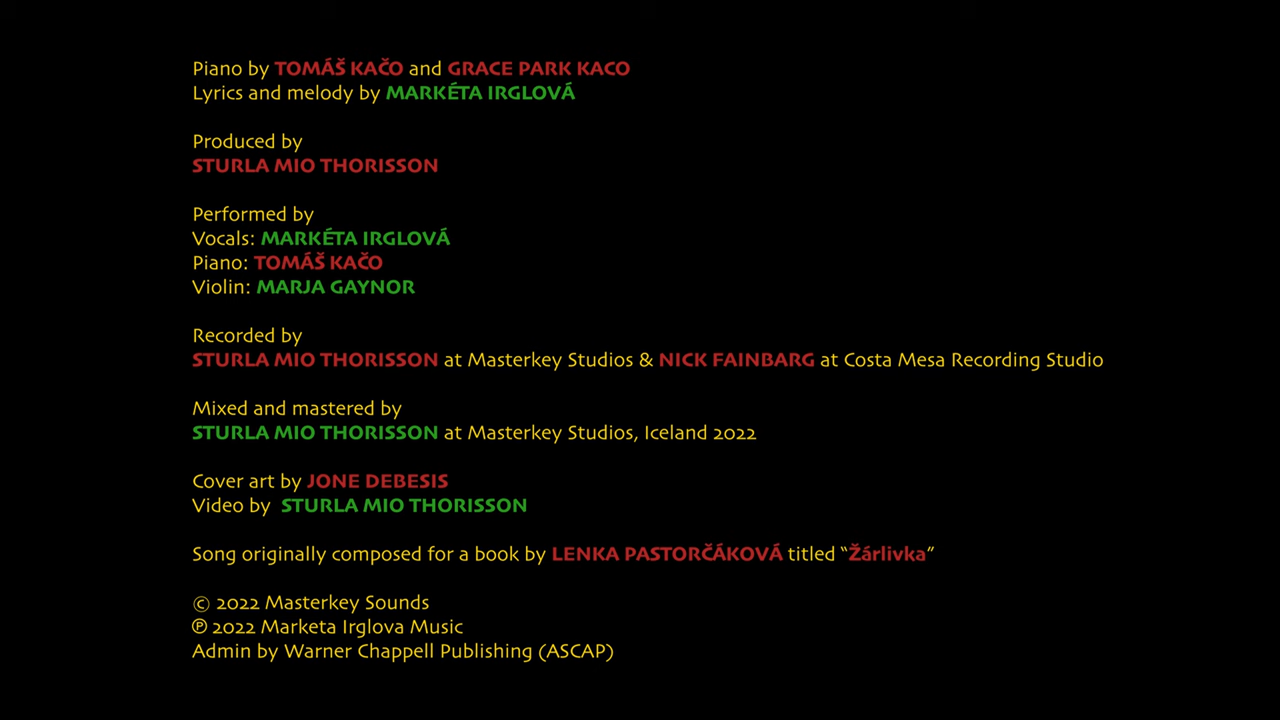 Piano by TOMÁŠ KAČO and GRACE PARK KACO
Lyrics and melody by MARKÉTA IRGLOVÁ
Produced by
STURLA MIO THORISSON
Performed by
Vocals: MARKÉTA IRGLOVÁ
Piano: TOMÁŠ KAČO
Violin: MARJA GAYNOR
Recorded by
STURLA MIO THORISSON at Masterkey Studios & NICK FAINBARG at Costa Mesa Recording Studio
Mixed and mastered by
STURLA MIO THORISSON at Masterkey Studios, Iceland 2022
Cover art by JONE DEBESIS
Video by STURLA MIO THORISSON
Song originally composed for a book by LENKA PASTORČÁKOVÁ titled “Žárlivka”
© 2022 Masterkey Sounds
℗ 2022 Marketa Irglova Music
Admin by Warner Chappell Publishing (ASCAP)